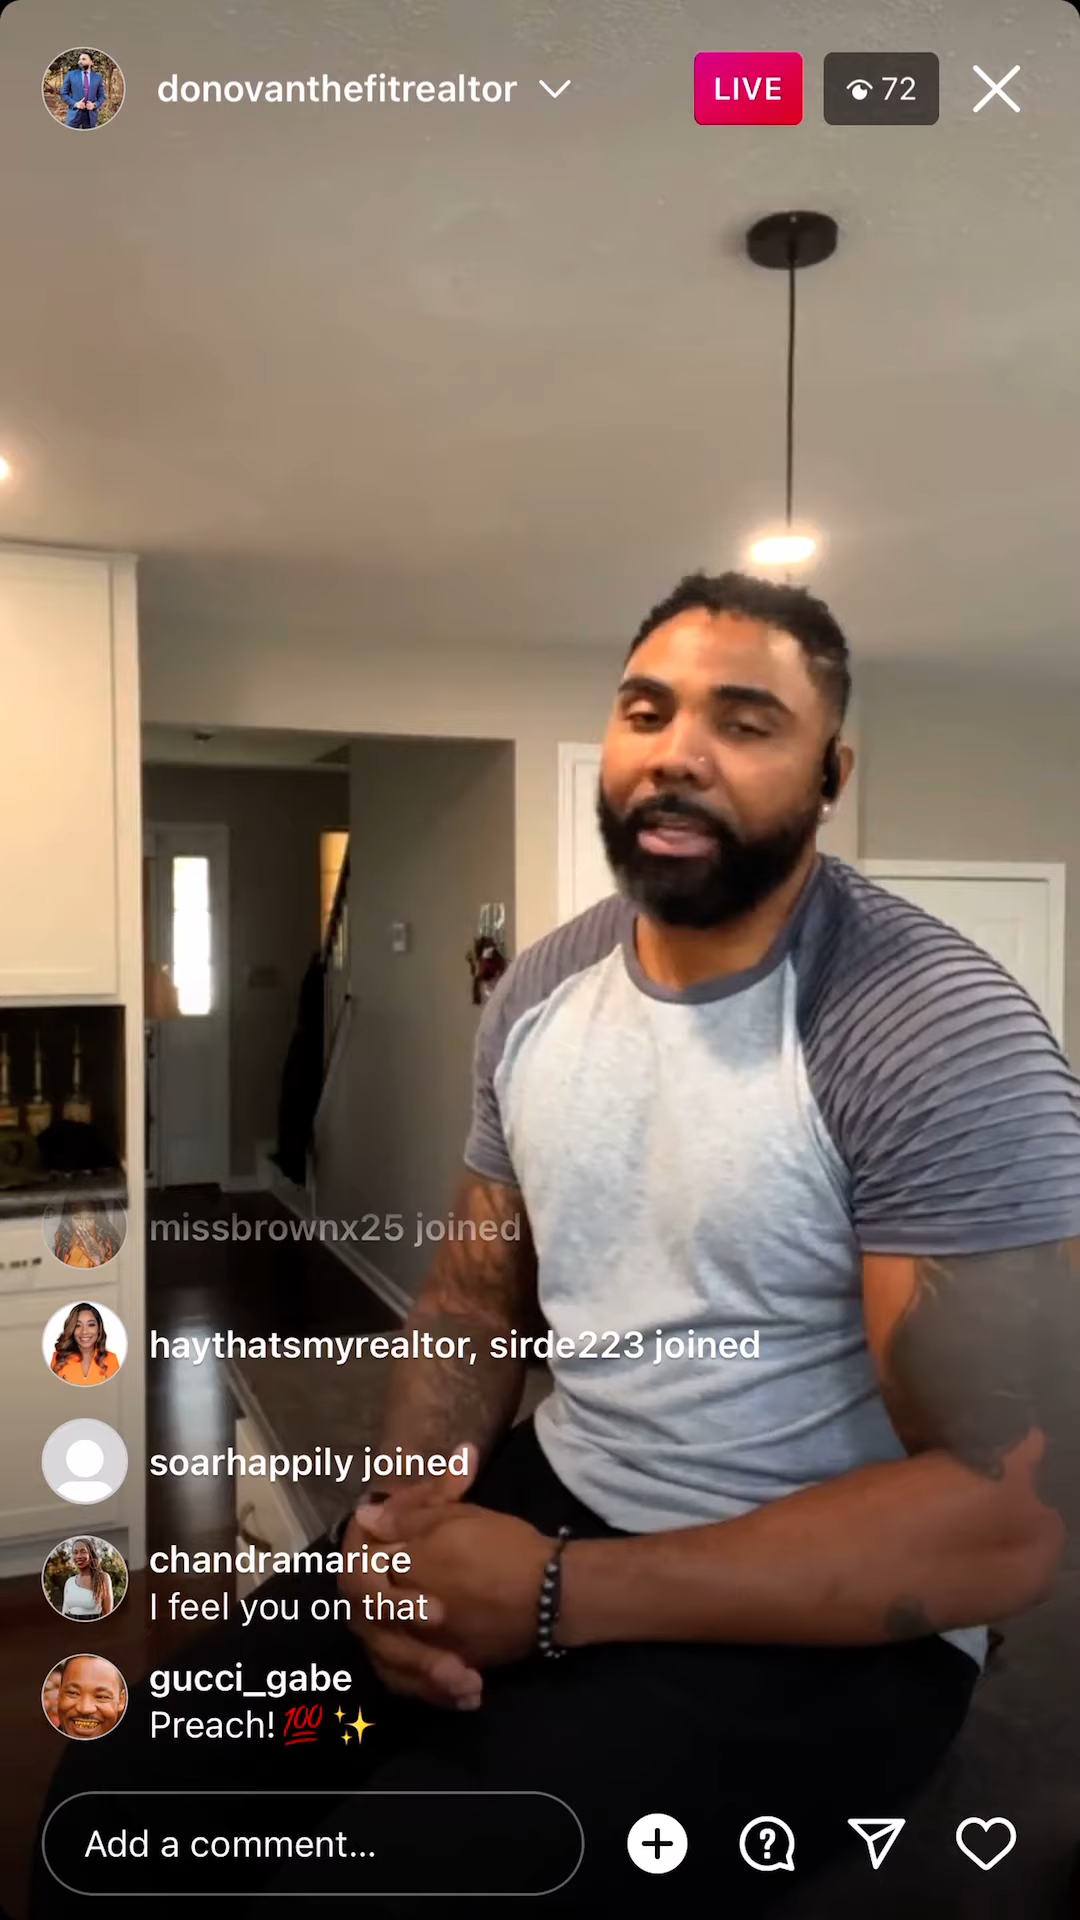 donovanthefitrealtor
LIVE
72
missbrownx25 joined
haythatsmyrealtor, sirde223 joined
soarhappily joined
chandramarice
I feel you on that
gucci_gabe
Preach! 💯 ✨
Add a comment...